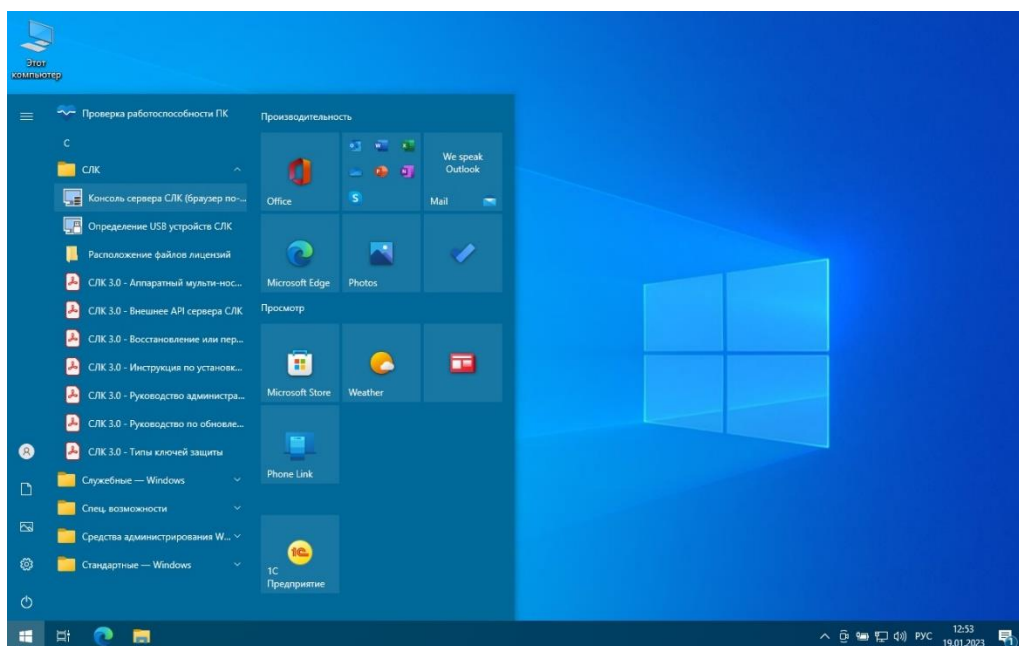 Этот
компьютер
Проверка работоспособности ПК
С
СЛК
Консоль сервера СЛК (браузер по-...
Определение USB устройств СЛК
Расположение файлов лицензий
СЛК 3.0 - Аппаратный мульти-нос...
СЛК 3.0 - Внешнее API сервера СЛК
СЛК 3.0 - Восстановление или пер...
СЛК 3.0 - Инструкция по установк...
СЛК 3.0 - Руководство администра...
СЛК 3.0 - Руководство по обновле...
СЛК 3.0 - Типы ключей защиты
Служебные — Windows
Спец. возможности
Средства администрирования W...
Стандартные — Windows
Производительность
Office
We speak
Outlook
Mail
Microsoft Edge
Photos
Просмотр
Microsoft Store
Weather
Phone Link
1С
1С
Предприятие
РУС
12:53
19.01.2023
1